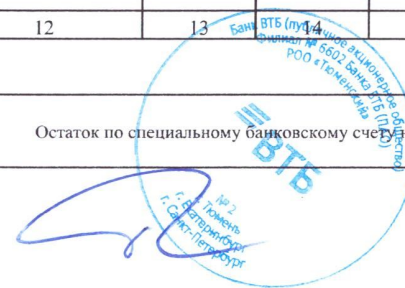 12 13 14
Банк ВТБ (публичное акционерное общество)
Филиал № 6602 Банка ВТБ (ПАО)
РОО «Тюменский»
Остаток по специальному банковскому счету
ВТБ
№ 2
г. Тюмень
г. Екатеринбург
г. Санкт-Петербург